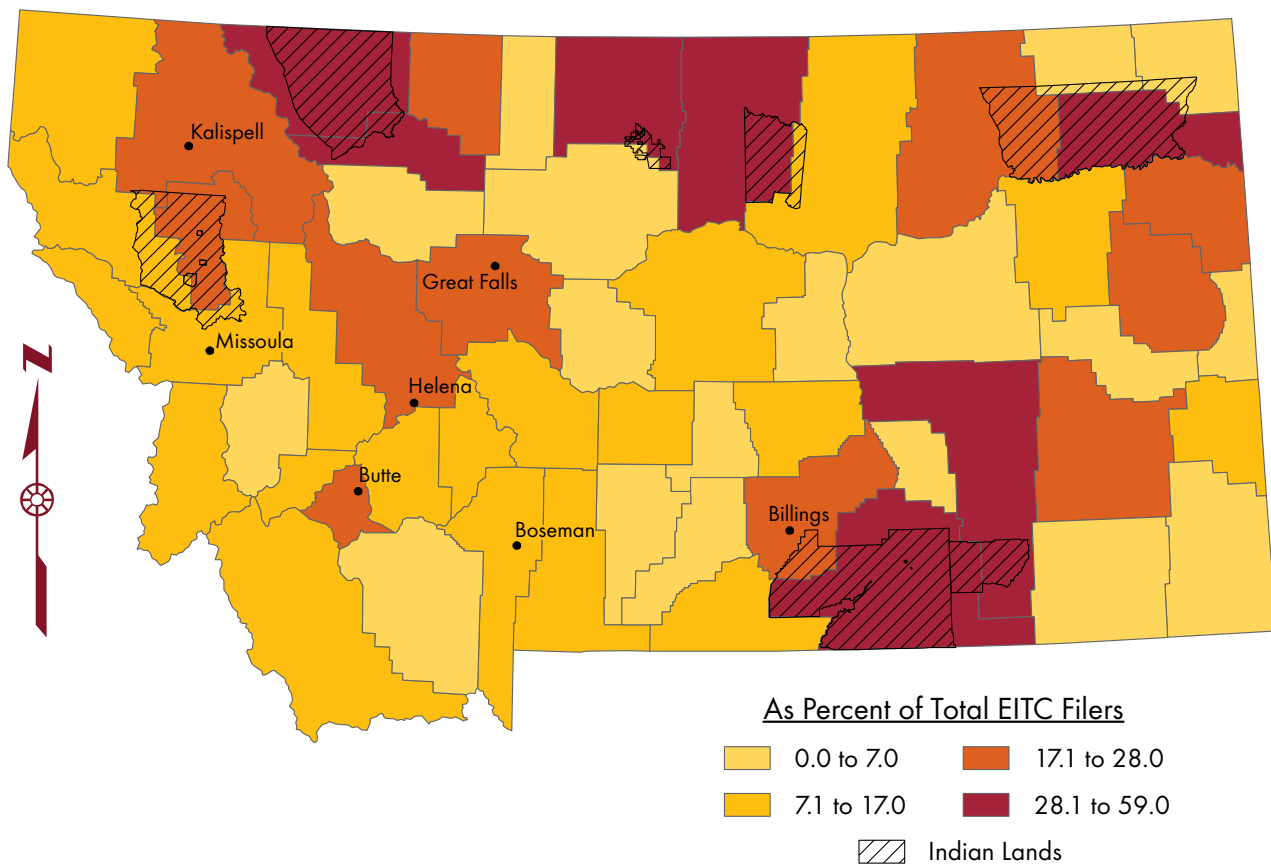 Kalispell
Great Falls
Missoula
N
Helena
Butte
Billings
Boseman
As Percent of Total EITC Filers
0.0 to 7.0
17.1 to 28.0
7.1 to 17.0
28.1 to 59.0
Indian Lands